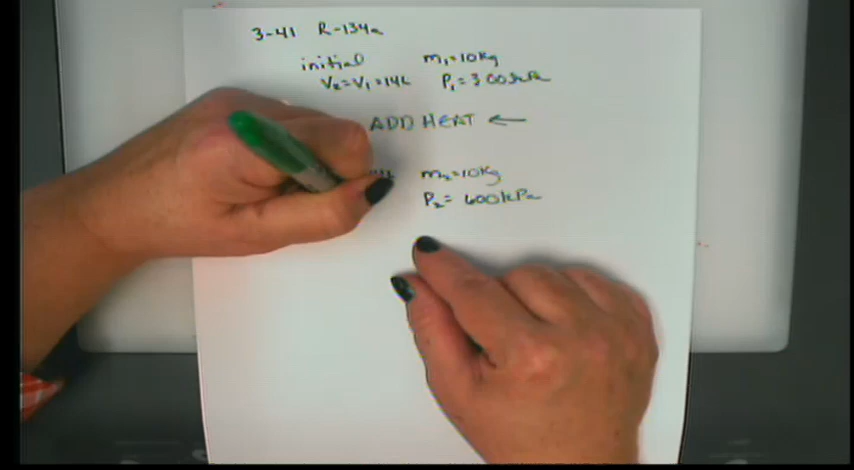 3-41 R-134a
initial m₁=10kg
V₂=V₁=14L P₁=300kPa
ADD HEAT ←
m₂=10kg
P₂= 600kPa